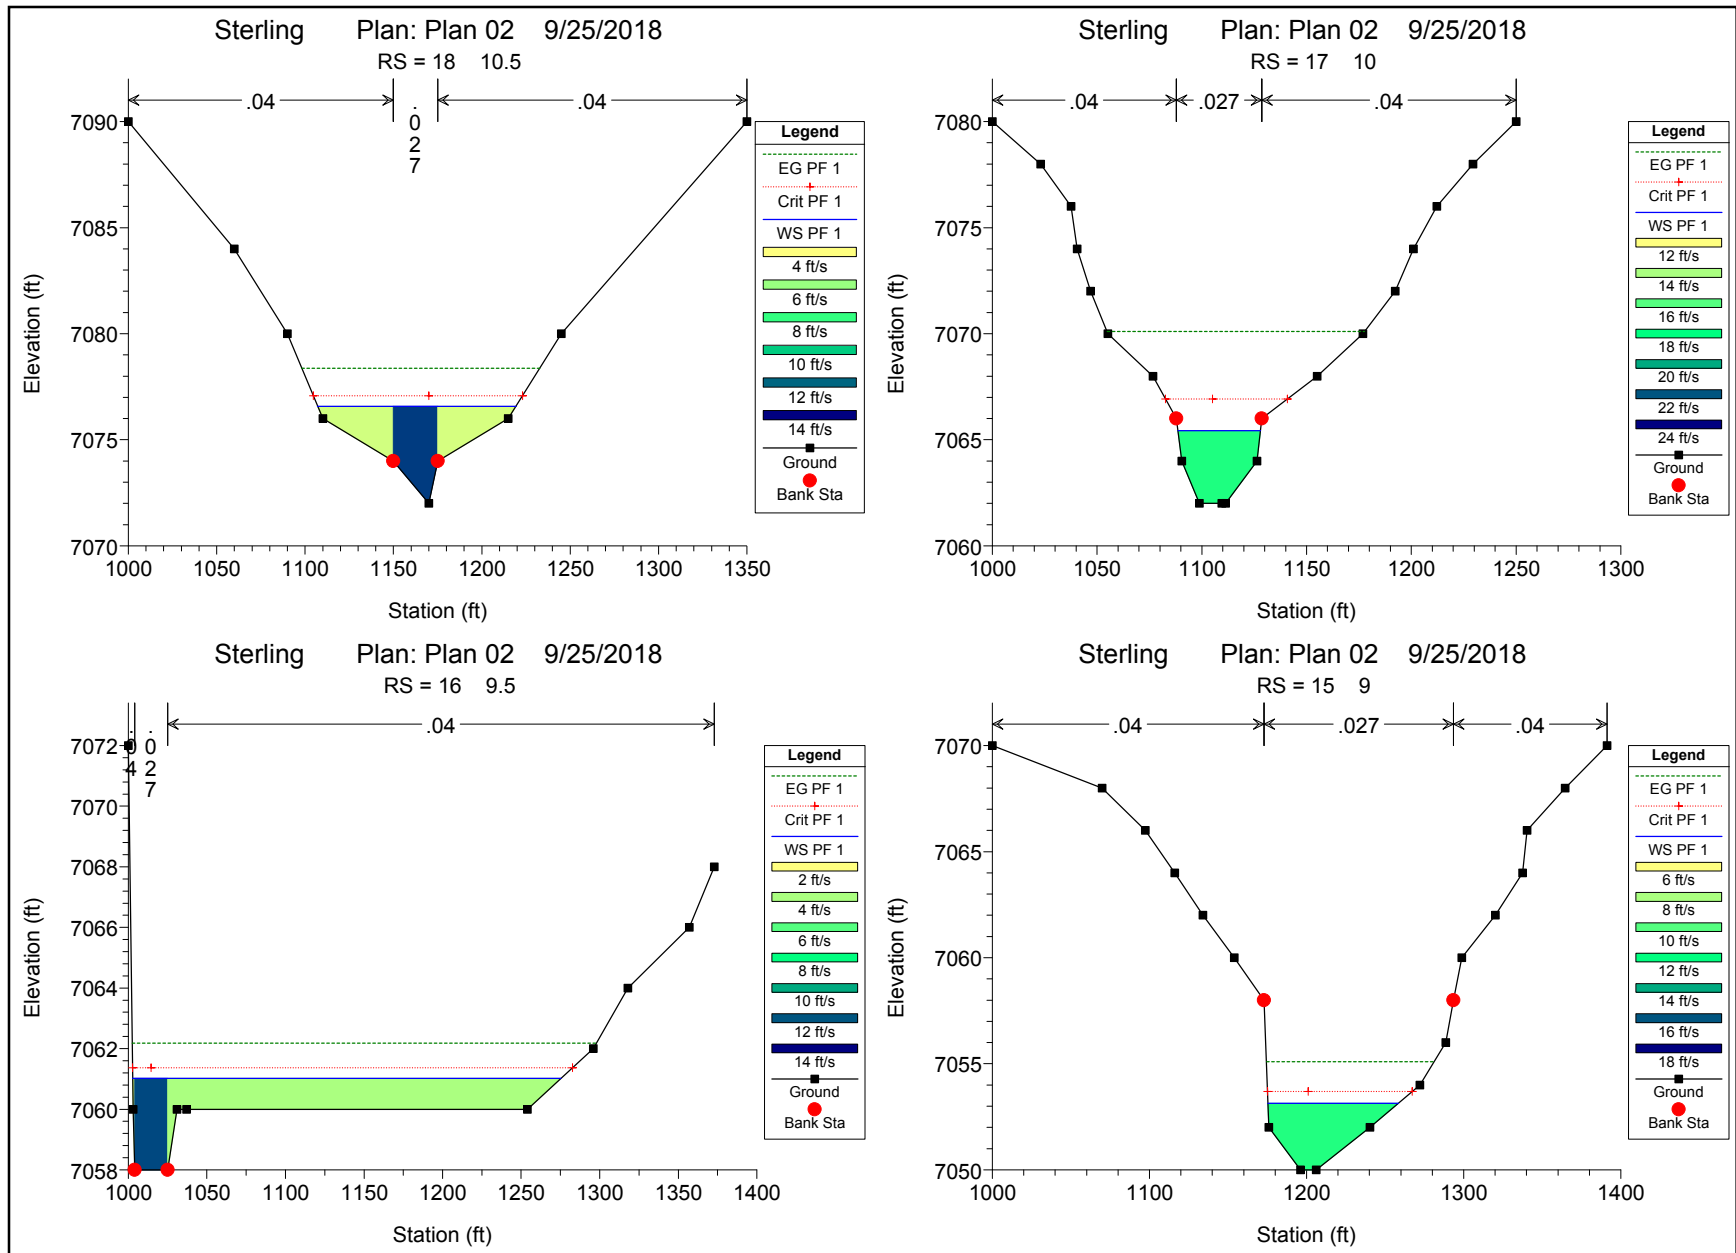 Sterling Plan: Plan 02 9/25/2018
RS = 18 10.5
.04 .027 .04
7090
7085
7080
7075
7070
Elevation (ft)
1000 1050 1100 1150 1200 1250 1300 1350
Station (ft)
Legend
EG PF 1
Crit PF 1
WS PF 1
4 ft/s
6 ft/s
8 ft/s
10 ft/s
12 ft/s
14 ft/s
Ground
Bank Sta
Sterling Plan: Plan 02 9/25/2018
RS = 17 10
.04 .027 .04
7080
7075
7070
7065
7060
Elevation (ft)
1000 1050 1100 1150 1200 1250 1300
Station (ft)
Legend
EG PF 1
Crit PF 1
WS PF 1
12 ft/s
14 ft/s
16 ft/s
18 ft/s
20 ft/s
22 ft/s
24 ft/s
Ground
Bank Sta
Sterling Plan: Plan 02 9/25/2018
RS = 16 9.5
.04 .027 .04
7072
7070
7068
7066
7064
7062
7060
7058
Elevation (ft)
1000 1050 1100 1150 1200 1250 1300 1350 1400
Station (ft)
Legend
EG PF 1
Crit PF 1
WS PF 1
2 ft/s
4 ft/s
6 ft/s
8 ft/s
10 ft/s
12 ft/s
14 ft/s
Ground
Bank Sta
Sterling Plan: Plan 02 9/25/2018
RS = 15 9
.04 .027 .04
7070
7065
7060
7055
7050
Elevation (ft)
1000 1100 1200 1300 1400
Station (ft)
Legend
EG PF 1
Crit PF 1
WS PF 1
6 ft/s
8 ft/s
10 ft/s
12 ft/s
14 ft/s
16 ft/s
18 ft/s
Ground
Bank Sta